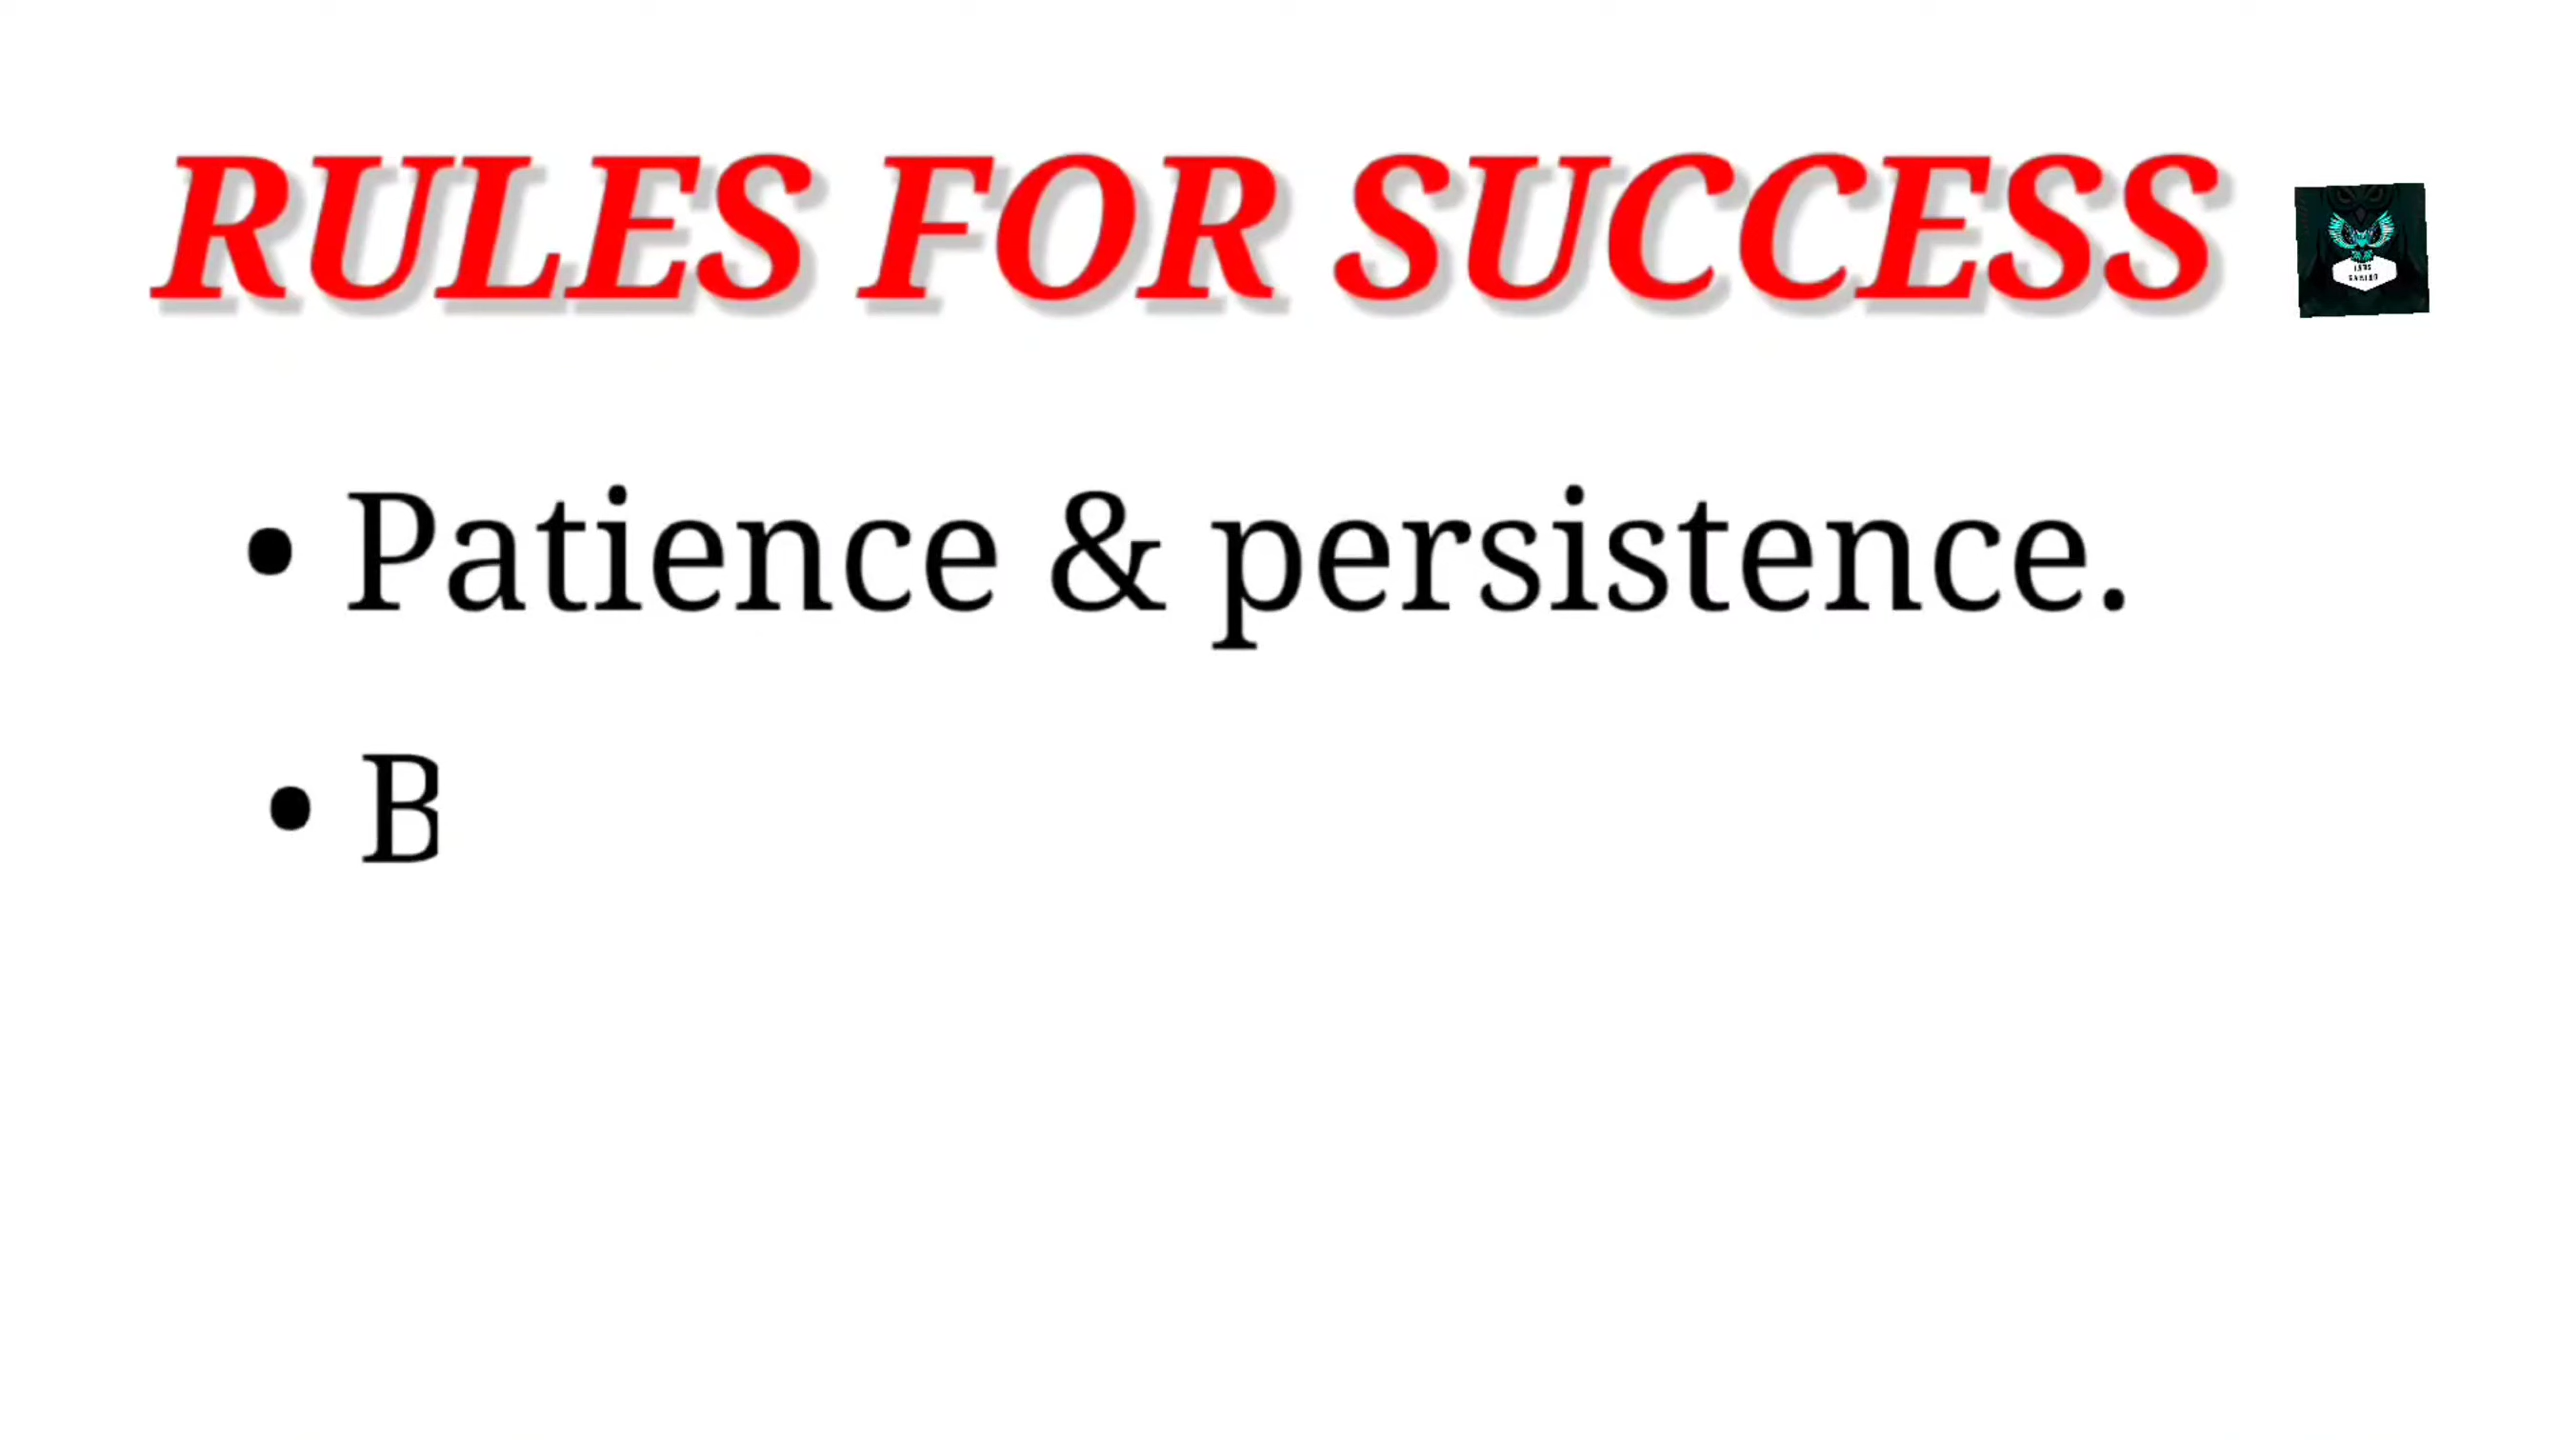 RULES FOR SUCCESS
• Patience & persistence.
• B